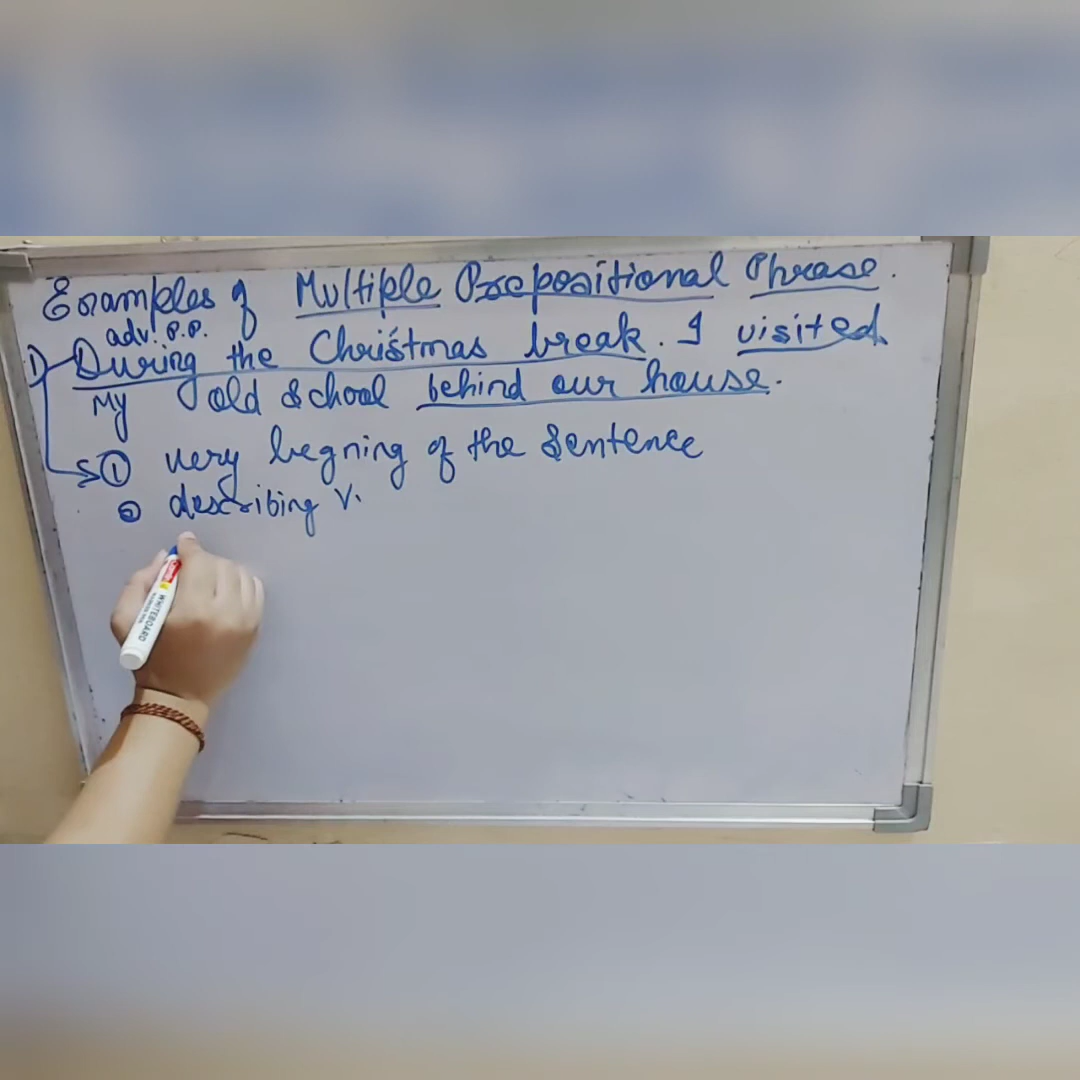 Examples of Multiple Prepositional Phrase.
adv. P.P.
1) During the Christmas break. I visited
My old school behind our house.
① very begning of the sentence
② describing V.
WHITEBOARD